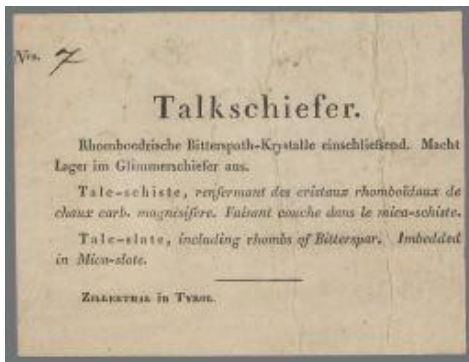 Nro. 7
Talkschiefer.
Rhomboedrische Bitterspath-Krystalle einschließend. Macht
Lager im Glimmerschiefer aus.
Talc-schiste, renfermant des cristaux rhomboïdaux de
chaux carb. magnésifère. Faisant couche dans le mica-schiste.
Talc-slate, including rhombs of Bitterspar. Imbedded
in Mica-slate.
Zillerthal in Tyrol.